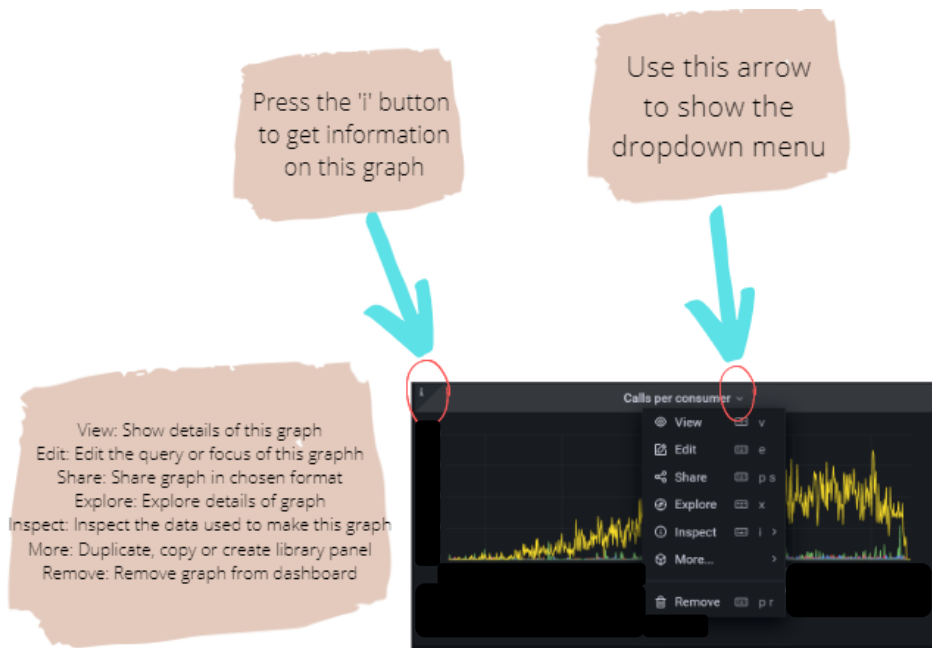 Press the 'i' button
to get information
on this graph
Use this arrow
to show the
dropdown menu
View: Show details of this graph
Edit: Edit the query or focus of this graphh
Share: Share graph in chosen format
Explore: Explore details of graph
Inspect: Inspect the data used to make this graph
More: Duplicate, copy or create library panel
Remove: Remove graph from dashboard
i
Calls per consumer
View v
Edit e
Share p s
Explore x
Inspect i
More...
Remove p r